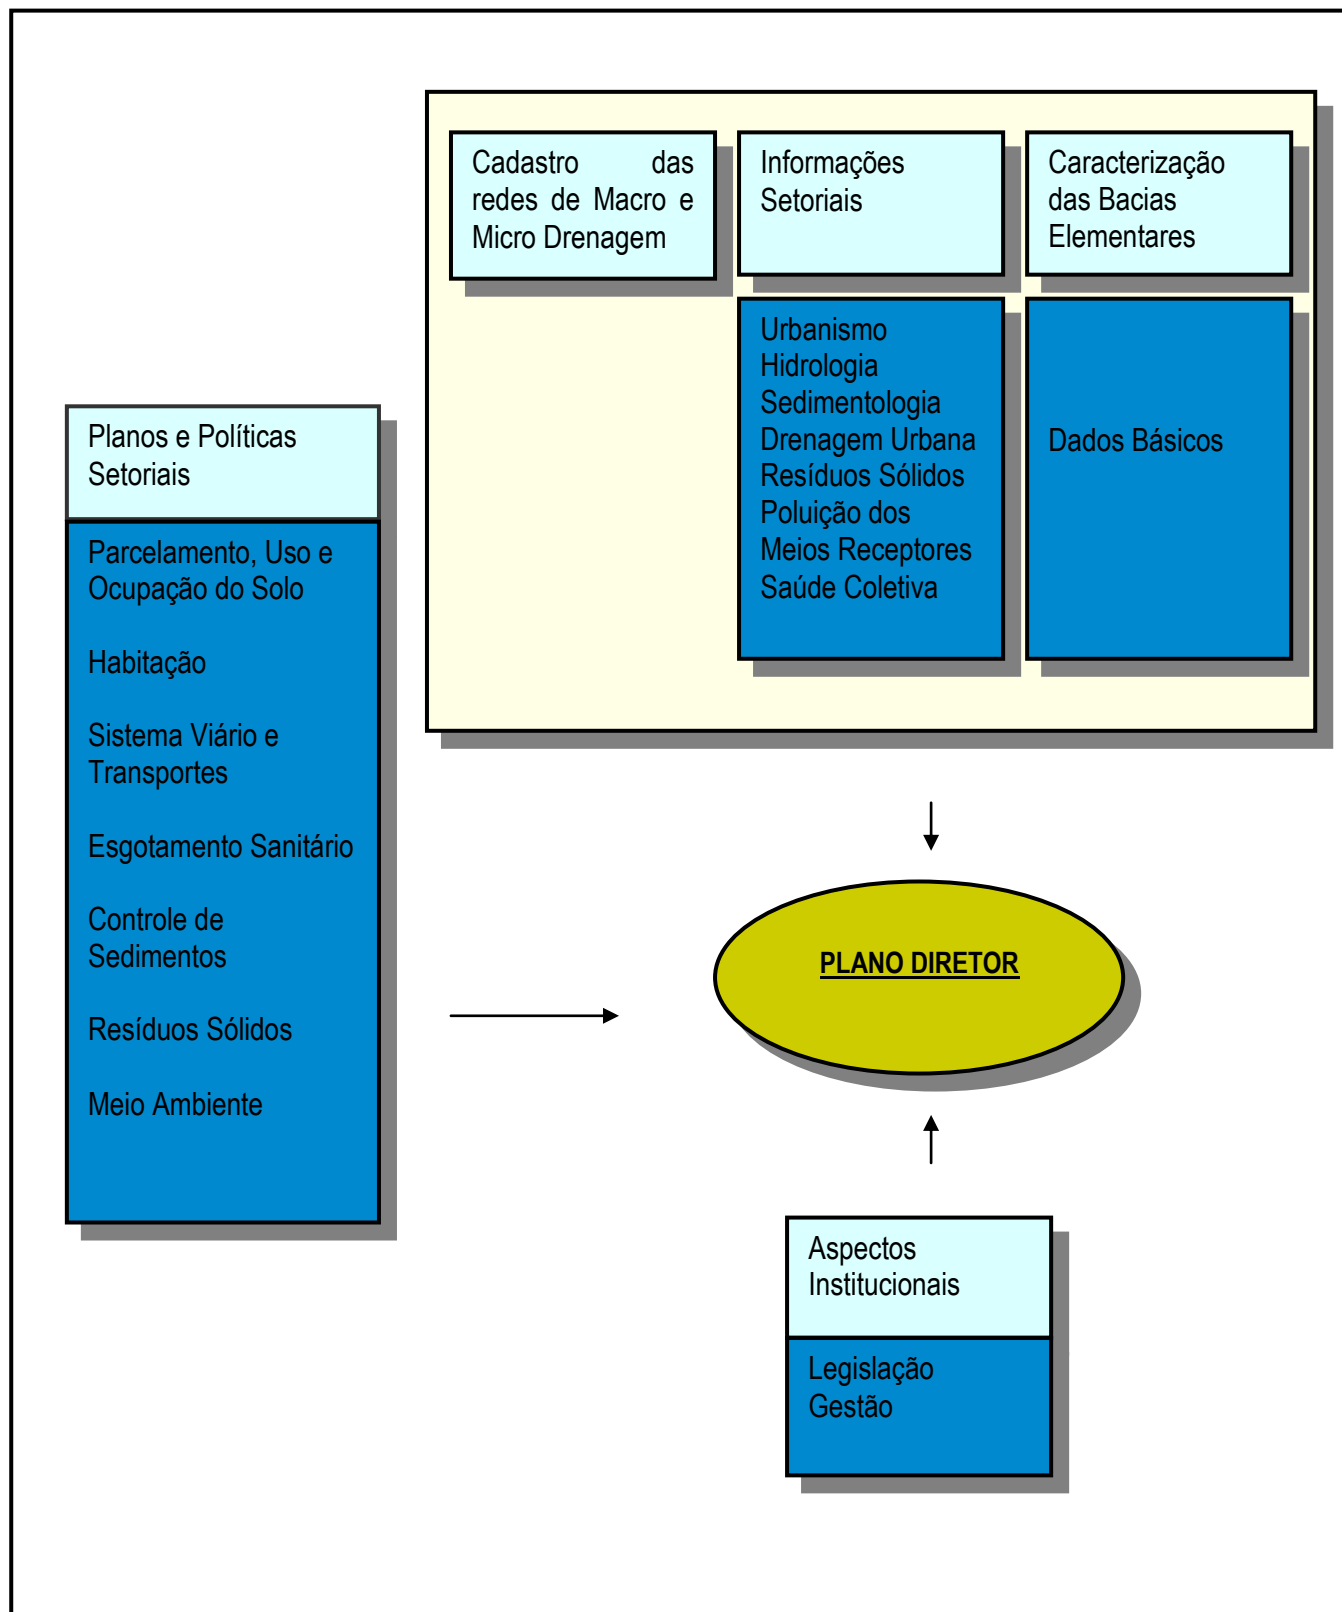 Cadastro das
redes de Macro e
Micro Drenagem
Informações
Setoriais
Caracterização
das Bacias
Elementares
Urbanismo
Hidrologia
Sedimentologia
Drenagem Urbana
Resíduos Sólidos
Poluição dos
Meios Receptores
Saúde Coletiva
Dados Básicos
Planos e Políticas
Setoriais
Parcelamento, Uso e
Ocupação do Solo
Habitação
Sistema Viário e
Transportes
Esgotamento Sanitário
Controle de
Sedimentos
Resíduos Sólidos
Meio Ambiente
PLANO DIRETOR
Aspectos
Institucionais
Legislação
Gestão